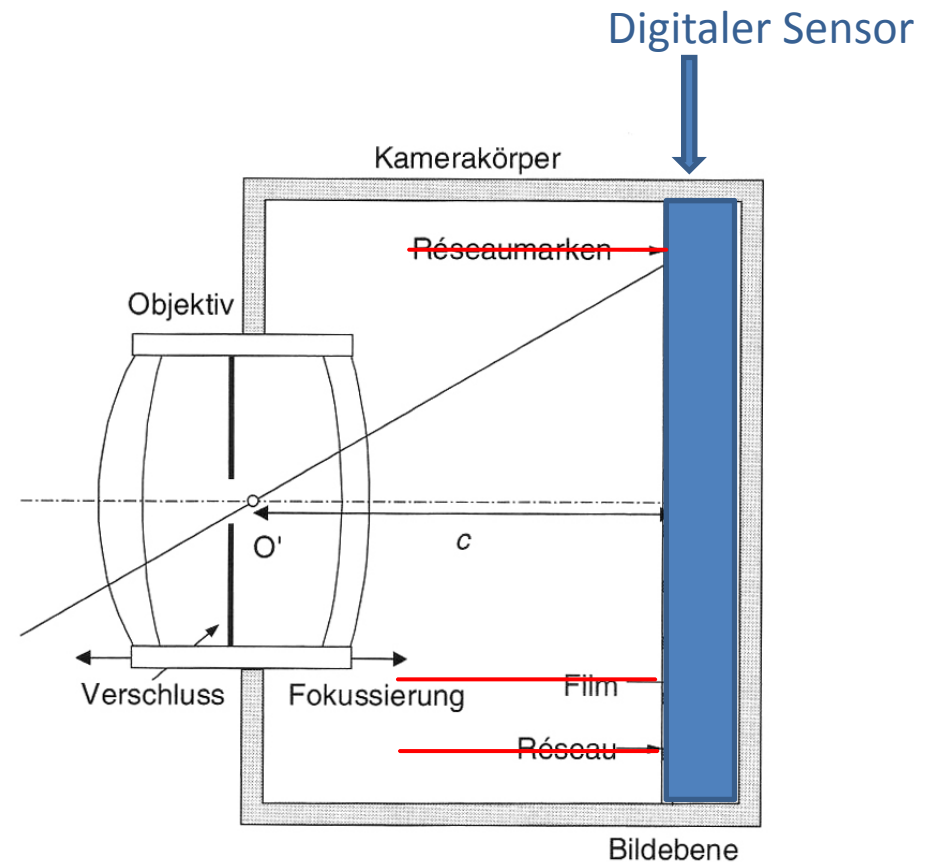 Digitaler Sensor
Kamerakörper
Réseaumarken
Objektiv
O'
c
Verschluss
Fokussierung
Film
Réseau
Bildebene